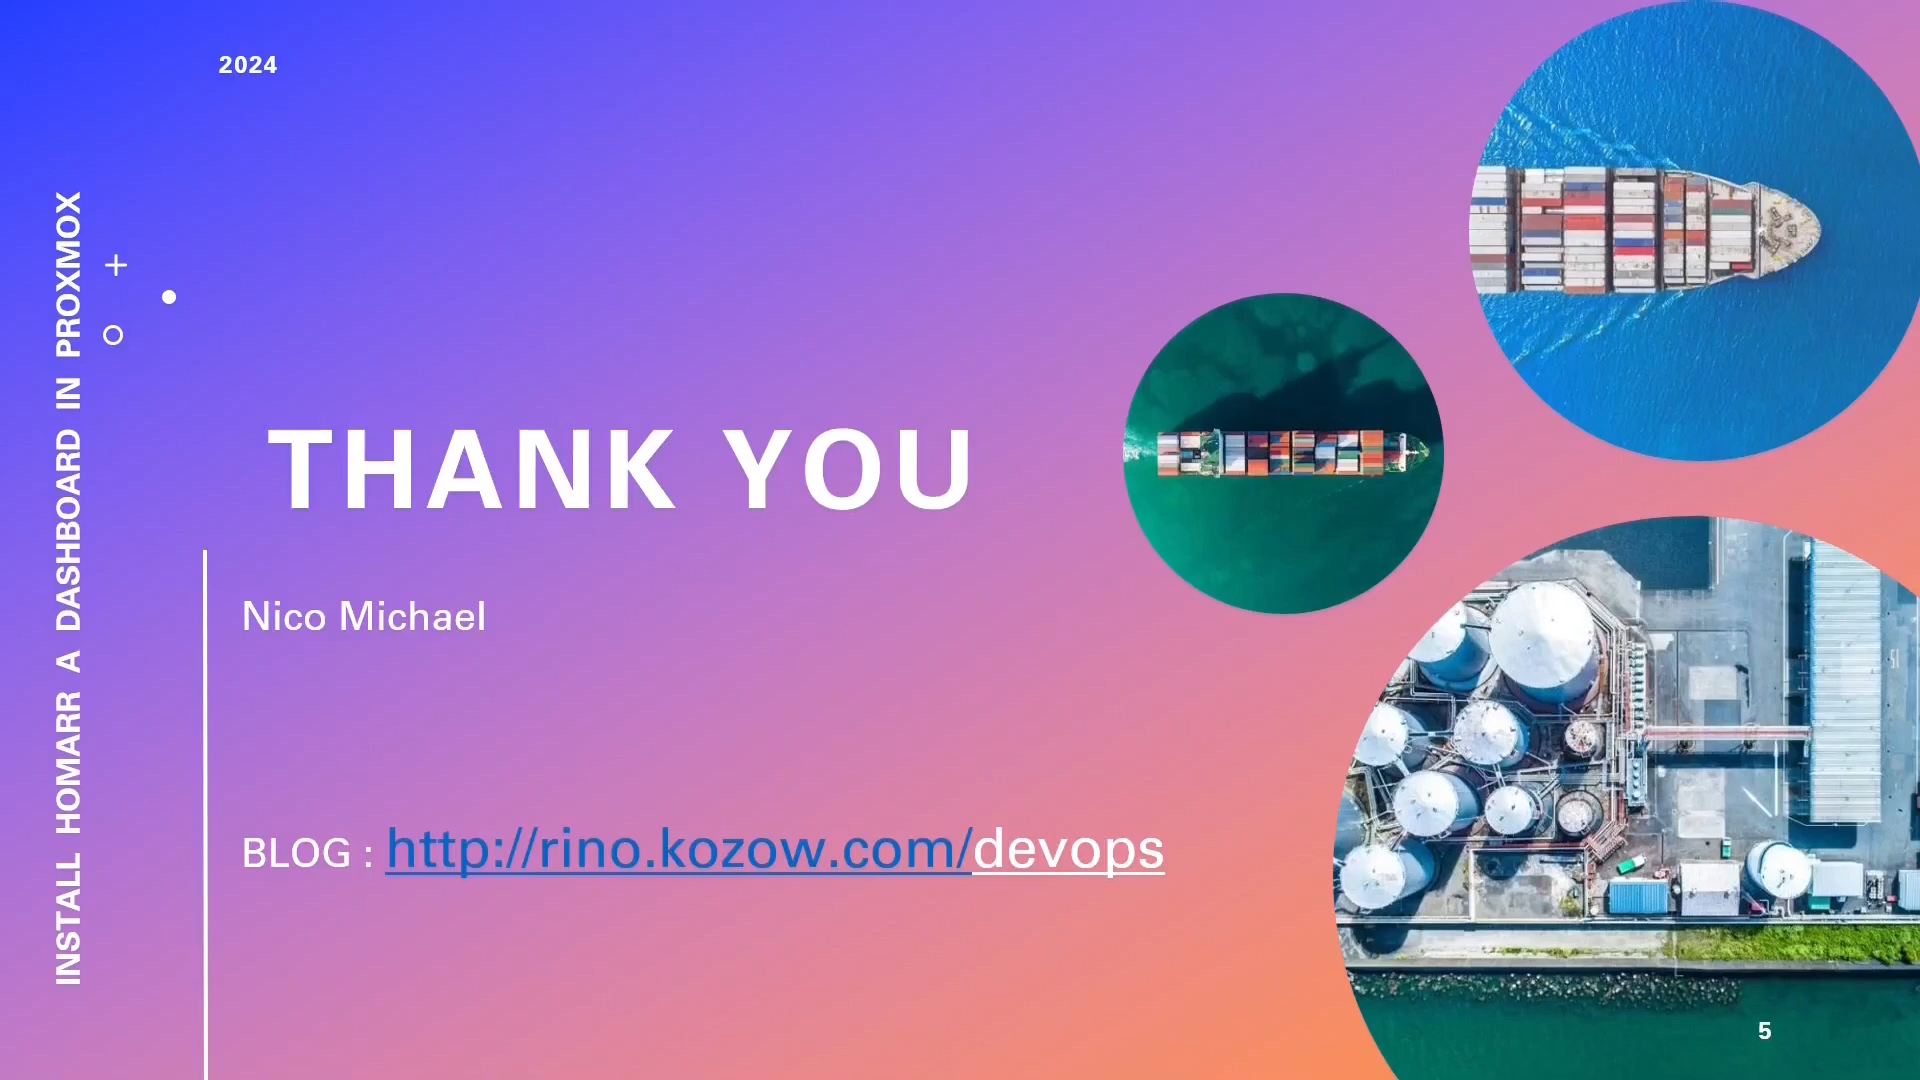 2024
INSTALL HOMARR A DASHBOARD IN PROXMOX
THANK YOU
Nico Michael
BLOG : http://rino.kozow.com/devops
5